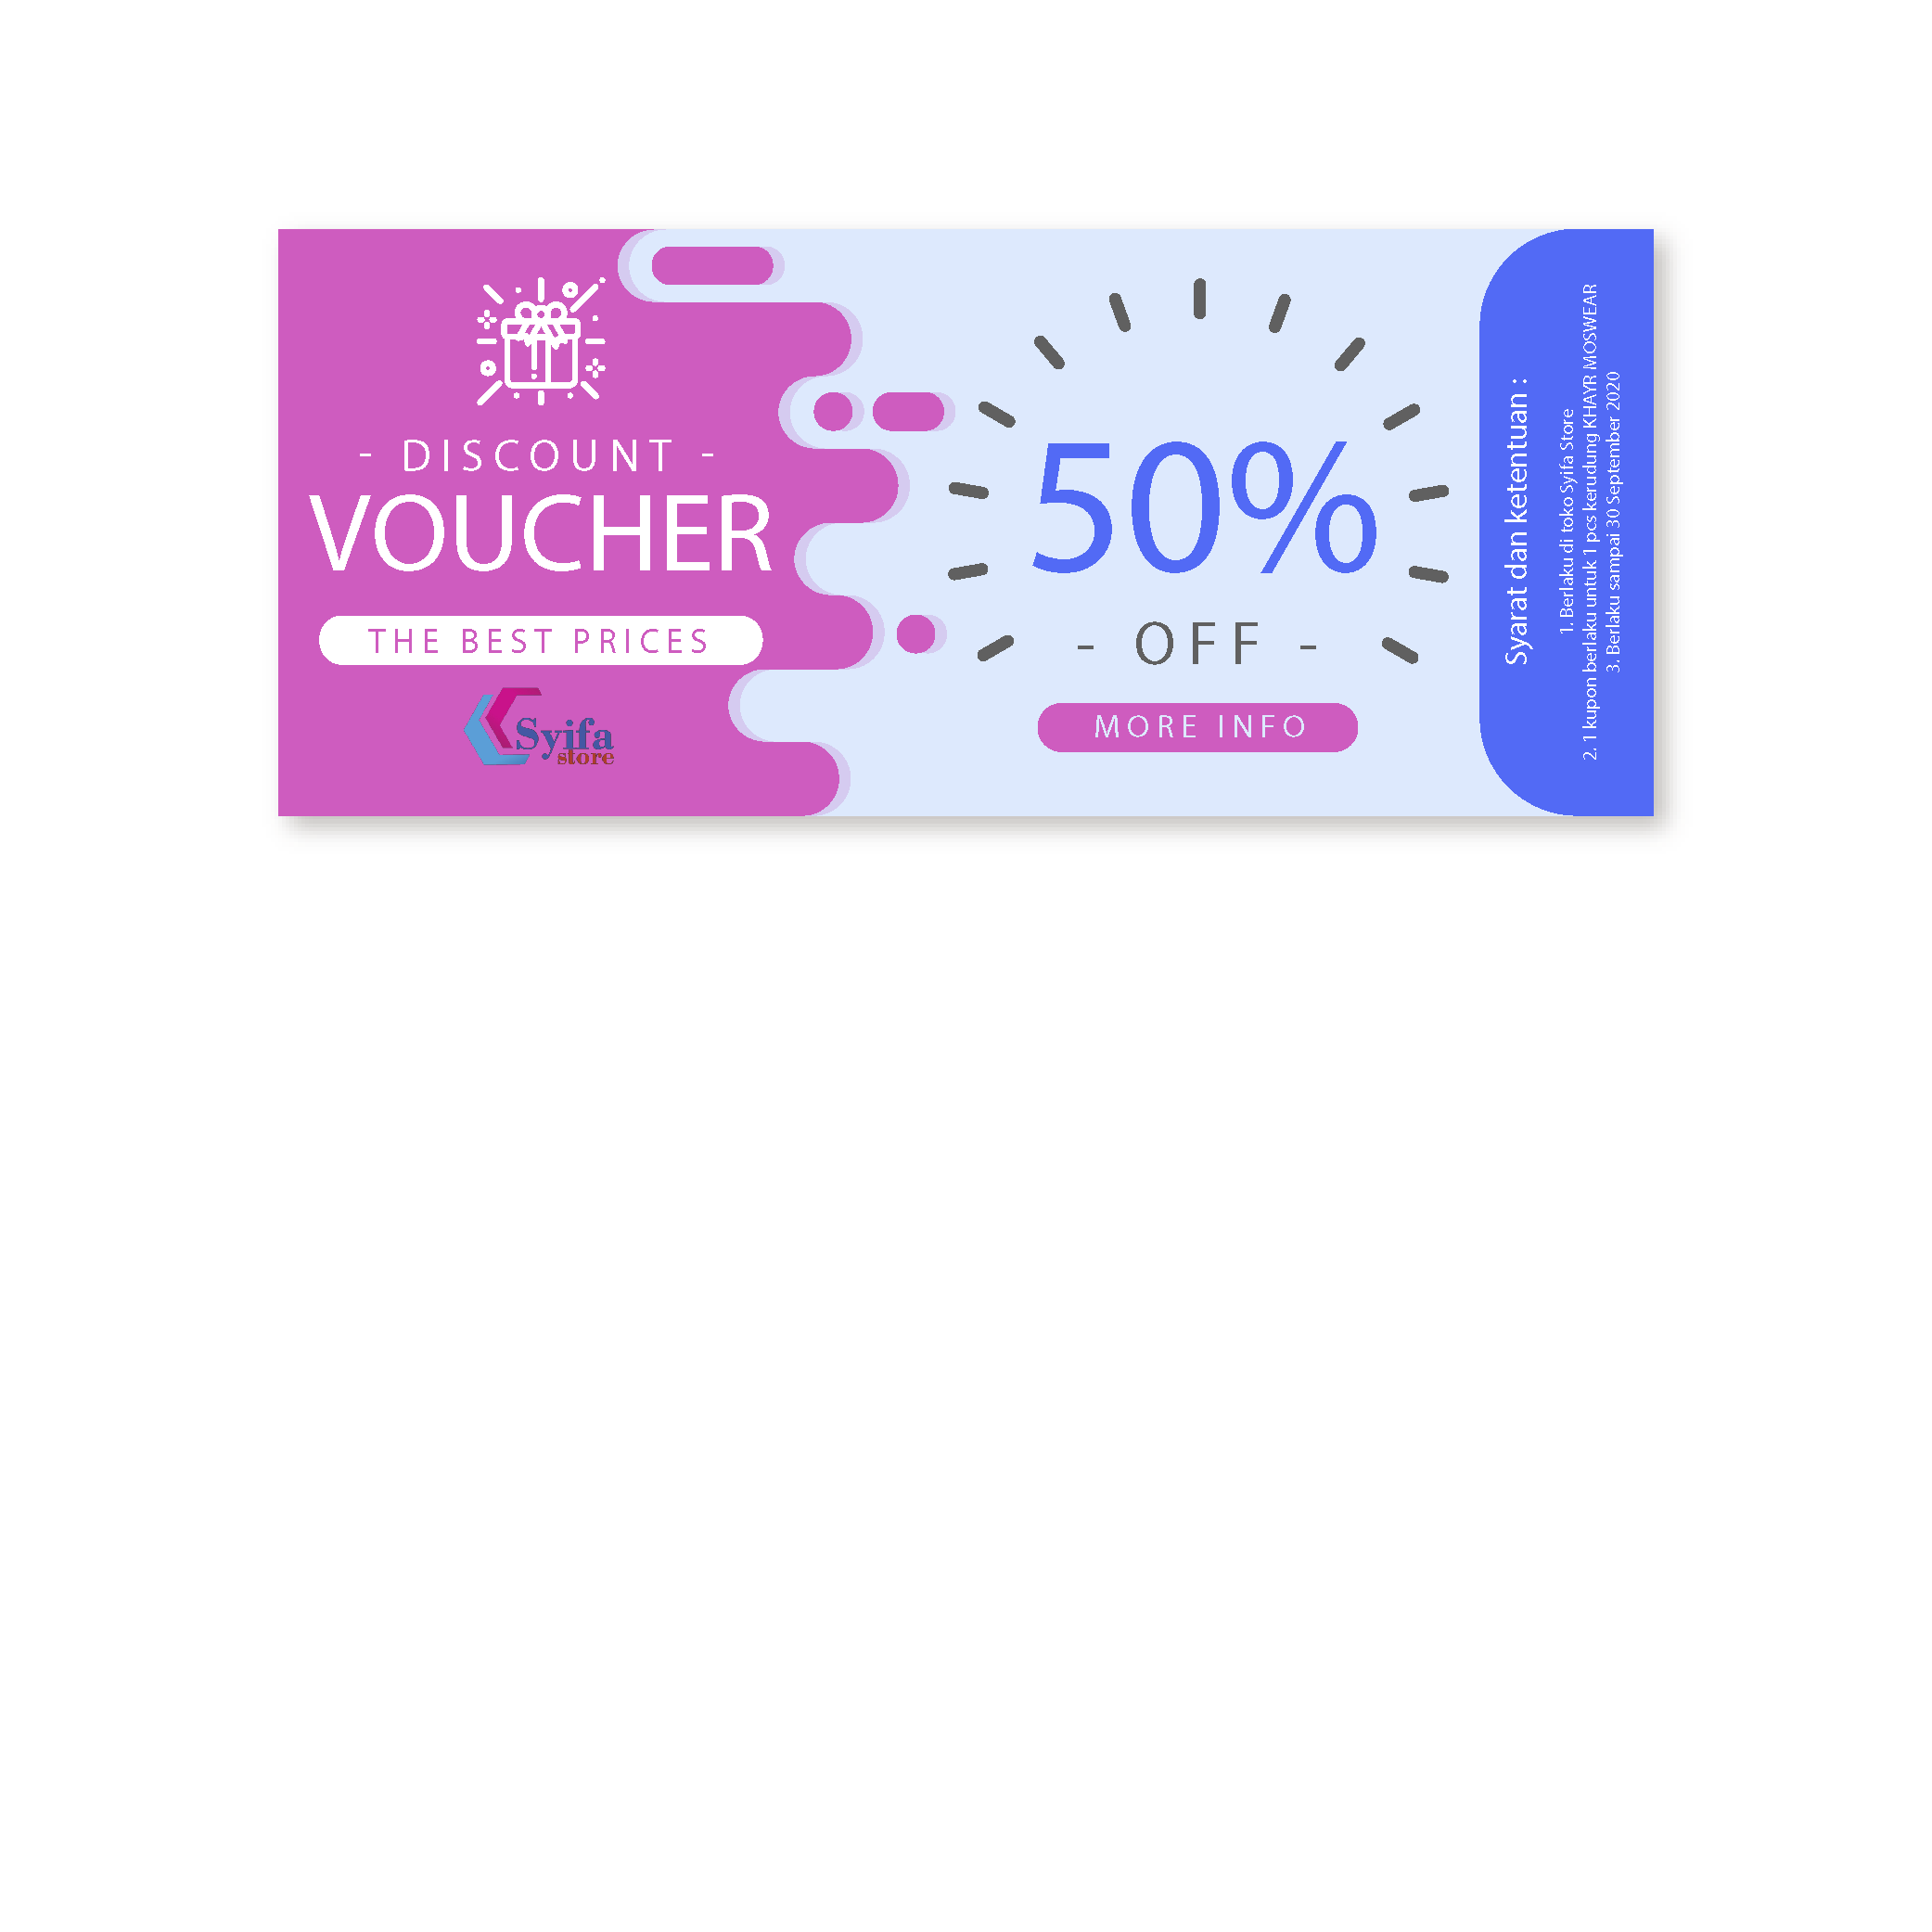 - DISCOUNT -
VOUCHER
THE BEST PRICES
Syifa
store
50%
- OFF -
MORE INFO
Syarat dan ketentuan :
1. Berlaku di toko Syifa Store
2. 1 kupon berlaku untuk 1 pcs kerudung KHAYR MOSWEAR
3. Berlaku sampai 30 September 2020